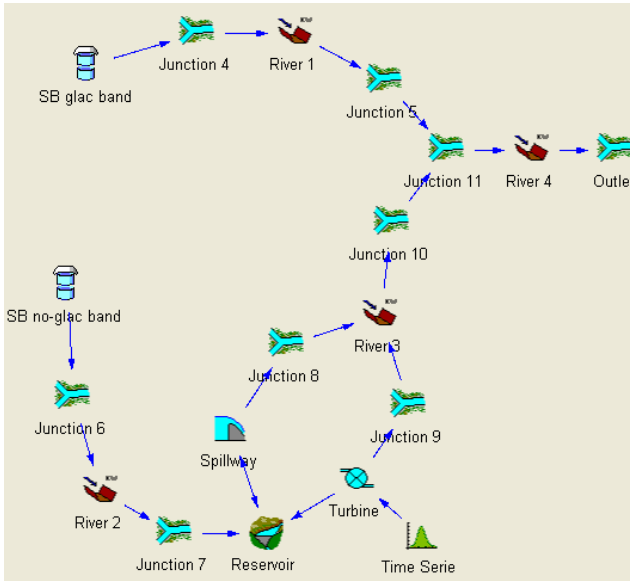 Junction 4
River 1
SB glac band
Junction 5
Junction 11
River 4
Outle
Junction 10
SB no-glac band
River 3
Junction 8
Junction 6
Junction 9
Spillway
Turbine
River 2
Junction 7
Reservoir
Time Serie